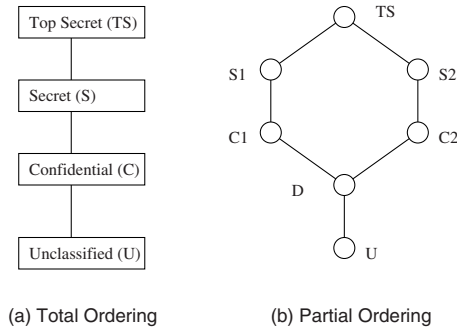 Top Secret (TS)
Secret (S)
Confidential (C)
Unclassified (U)
(a) Total Ordering
TS
S1
S2
C1
C2
D
U
(b) Partial Ordering